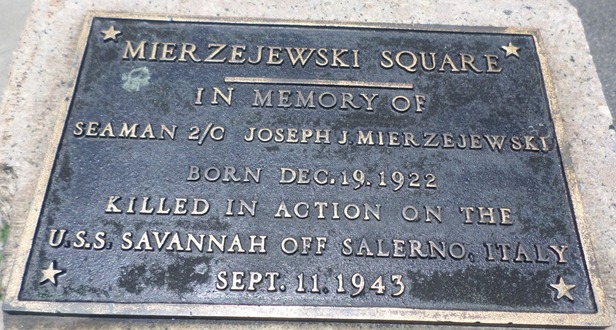 MIERZEJEWSKI SQUARE
IN MEMORY OF
SEAMAN 2/C JOSEPH J. MIERZEJEWSKI
BORN DEC. 19. 1922
KILLED IN ACTION ON THE
U.S.S. SAVANNAH OFF SALERNO, ITALY
SEPT. 11. 1943